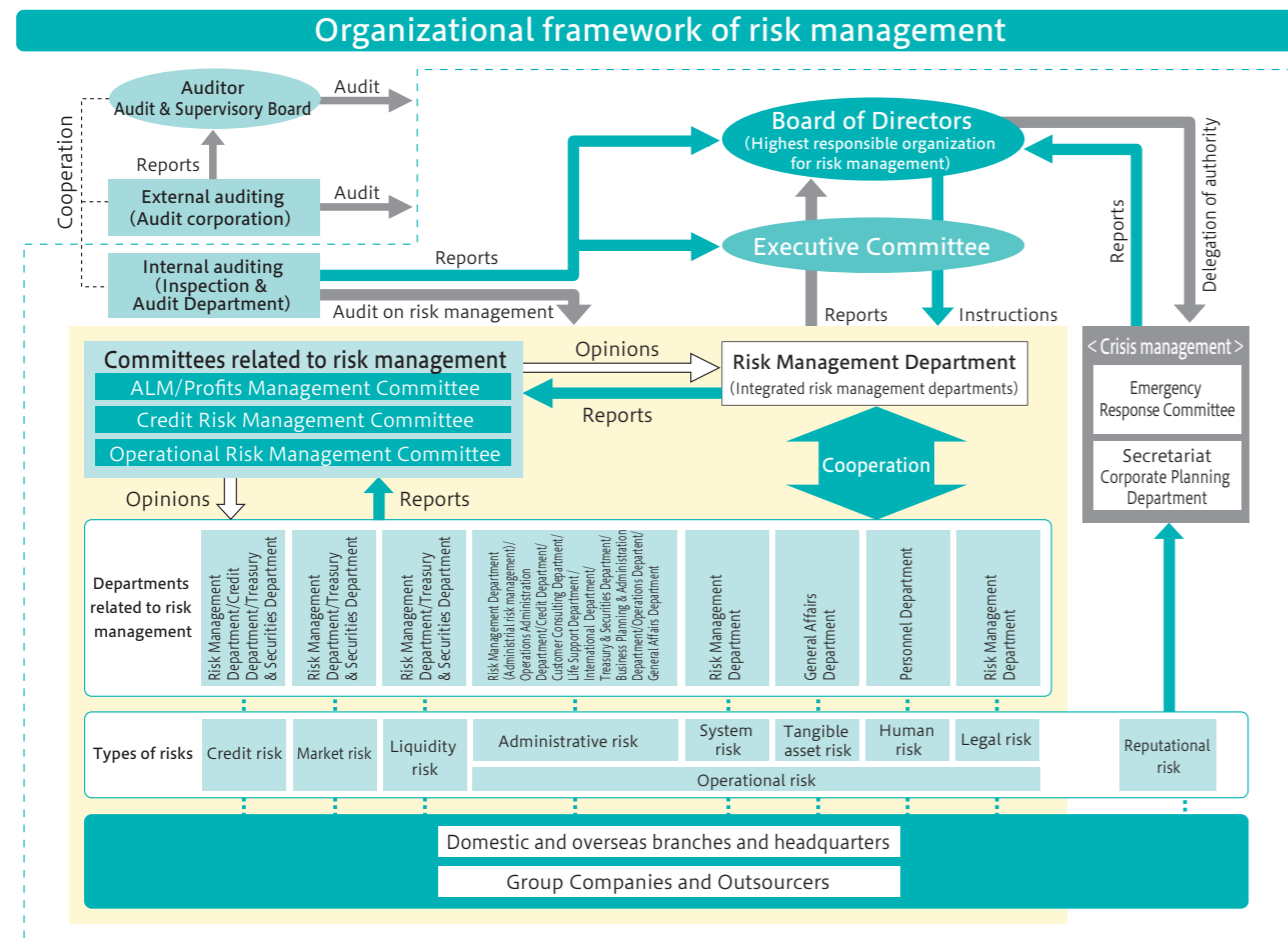 Organizational framework of risk management
Auditor
Audit & Supervisory Board
Audit
Cooperation
Reports
External auditing
(Audit corporation)
Audit
Internal auditing
(Inspection &
Audit Department)
Reports
Audit on risk management
Board of Directors
(Highest responsible organization
for risk management)
Executive Committee
Reports
Instructions
Reports
Delegation of authority
Committees related to risk management
ALM/Profits Management Committee
Credit Risk Management Committee
Operational Risk Management Committee
Opinions
Reports
Risk Management Department
(Integrated risk management departments)
Cooperation
< Crisis management >
Emergency
Response Committee
Secretariat
Corporate Planning
Department
Opinions
Reports
Departments
related to risk
management
Risk Management
Department/Credit
Department/Treasury
& Securities Department
Risk Management
Department/Treasury
& Securities Department
Risk Management
Department/Treasury
& Securities Department
Risk Management Department
(Administrial risk management)/
Operations Administration
Department/Credit Department/
Customer Consulting Department/
Life Support Department/
International Department/
Treasury & Securities Department/
Business Planning & Administration
Department/Operations Departent/
General Affairs Department
Risk Management
Department
General Affairs
Department
Personnel Department
Risk Management
Department
Types of risks
Credit risk
Market risk
Liquidity
risk
Administrative risk
System
risk
Tangible
asset risk
Human
risk
Legal risk
Operational risk
Reputational
risk
Domestic and overseas branches and headquarters
Group Companies and Outsourcers